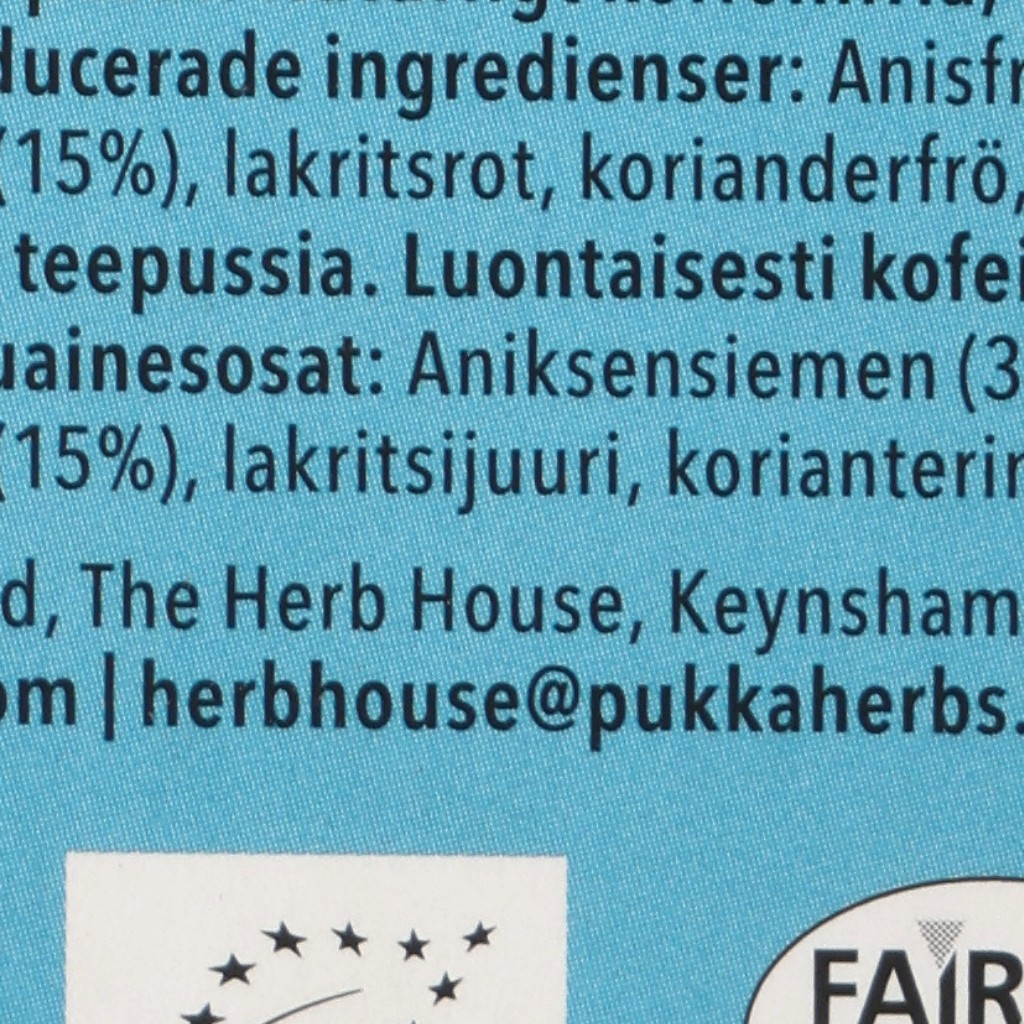 ducerade ingredienser: Anisfr
(15%), lakritsrot, korianderfrö,
teepussia. Luontaisesti kofei
uainesosat: Aniksensiemen (3
(15%), lakritsijuuri, korianterin
d, The Herb House, Keynsham
om | herbhouse@pukkaherbs.
FAIR